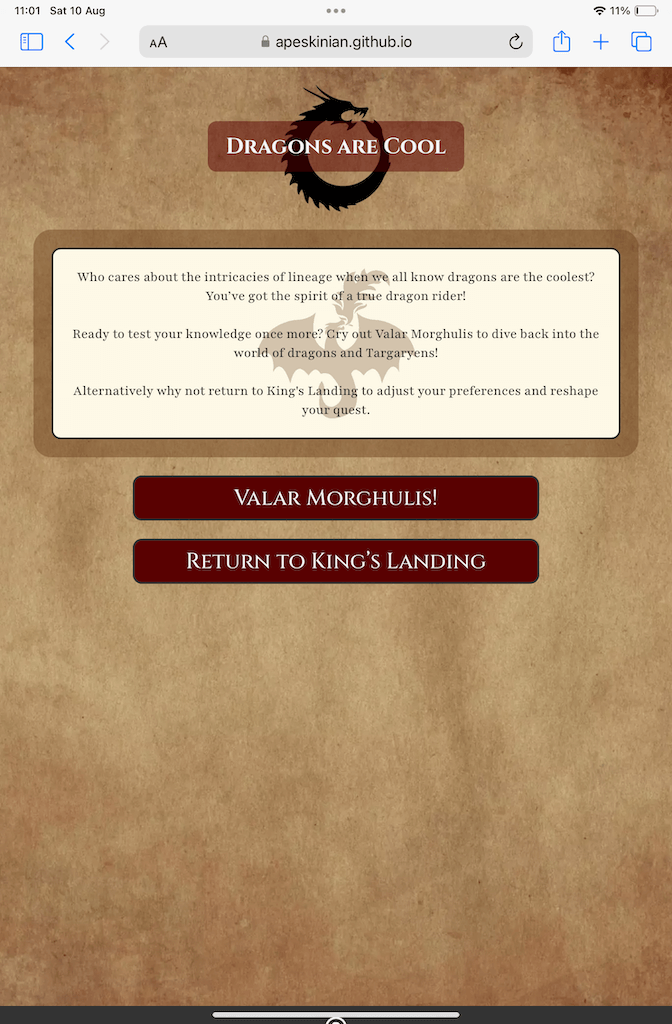 11:01 Sat 10 Aug
11%
AA
apeskinian.github.io
Dragons are Cool
Who cares about the intricacies of lineage when we all know dragons are the coolest?
You've got the spirit of a true dragon rider!
Ready to test your knowledge once more? Cry out Valar Morghulis to dive back into the
world of dragons and Targaryens!
Alternatively why not return to King's Landing to adjust your preferences and reshape
your quest.
Valar Morghulis!
Return to King's Landing